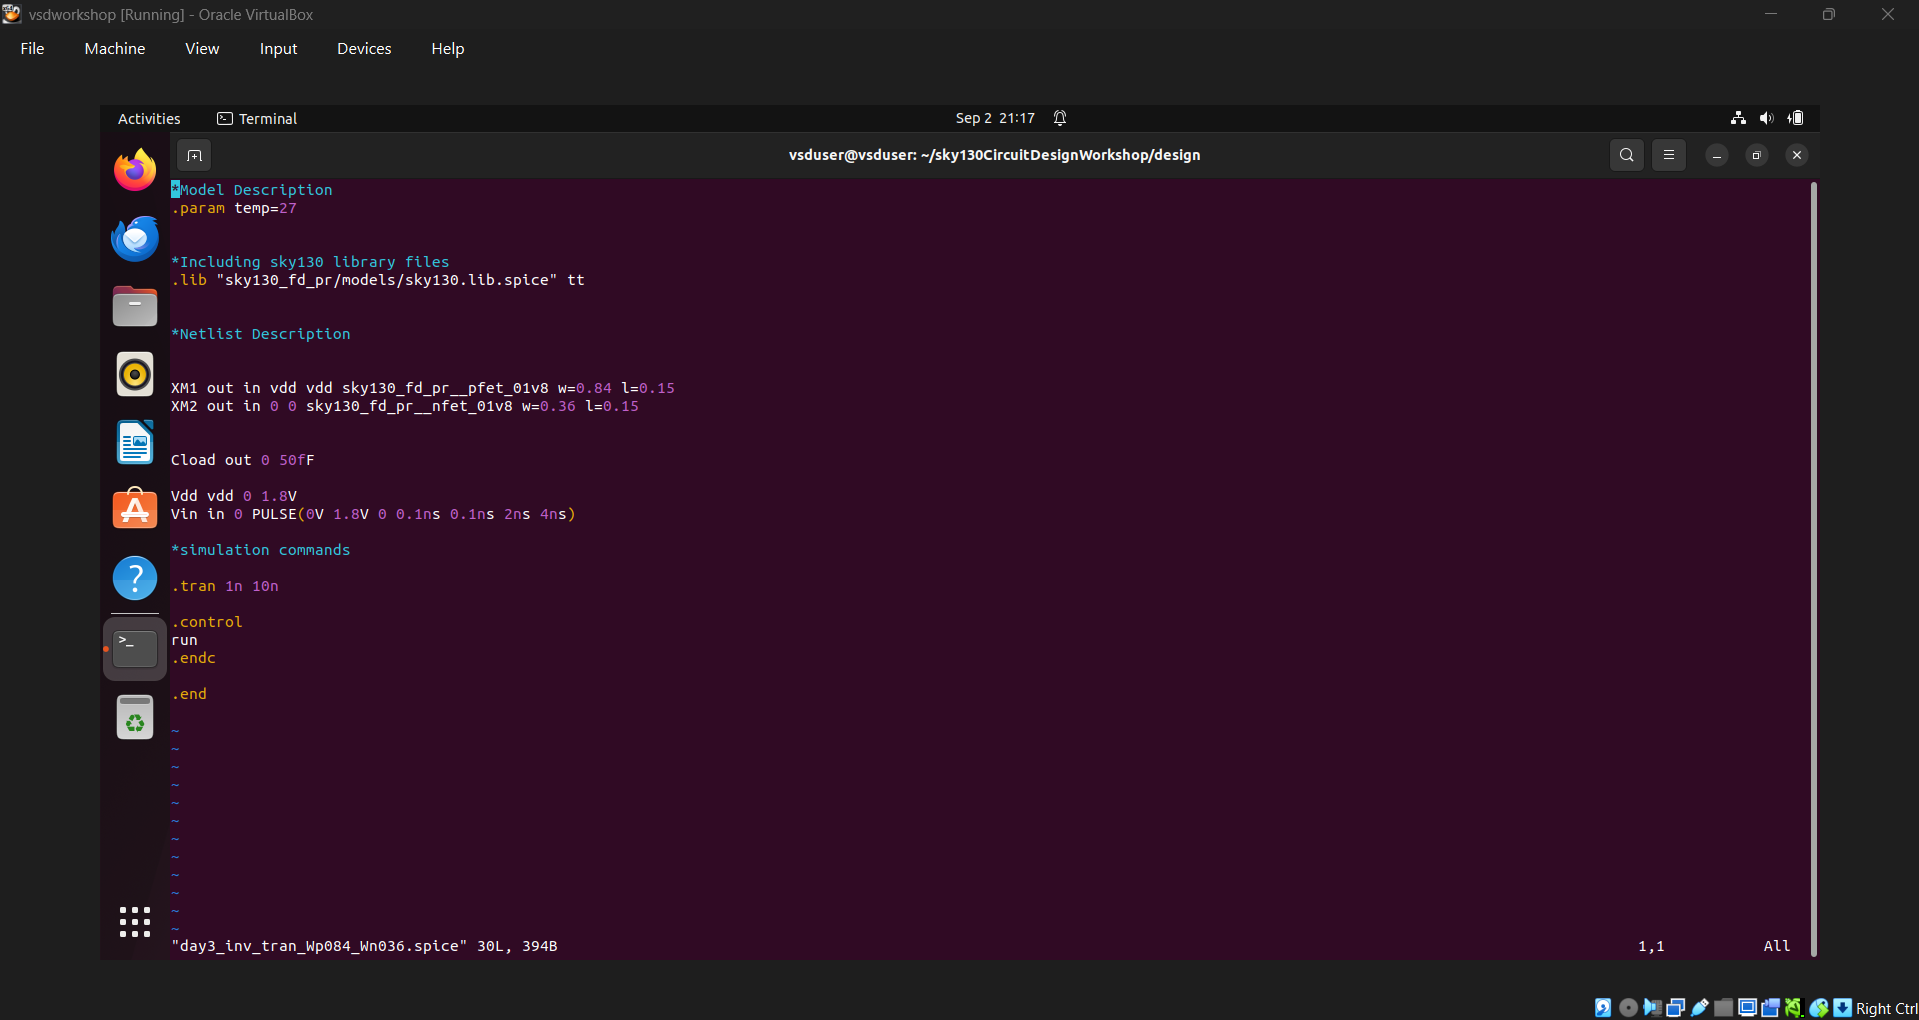 vsdworkshop [Running] - Oracle VirtualBox
File Machine View Input Devices Help
Activities Terminal Sep 2 21:17
vsduser@vsduser: ~/sky130CircuitDesignWorkshop/design
*Model Description
.param temp=27
*Including sky130 library files
.lib "sky130_fd_pr/models/sky130.lib.spice" tt
*Netlist Description
XM1 out in vdd vdd sky130_fd_pr__pfet_01v8 w=0.84 l=0.15
XM2 out in 0 0 sky130_fd_pr__nfet_01v8 w=0.36 l=0.15
Cload out 0 50fF
Vdd vdd 0 1.8V
Vin in 0 PULSE(0V 1.8V 0 0.1ns 0.1ns 2ns 4ns)
*simulation commands
.tran 1n 10n
.control
run
.endc
.end
~
~
~
~
~
~
~
~
~
~
~
~
"day3_inv_tran_Wp084_Wn036.spice" 30L, 394B 1,1 All
Right Ctrl